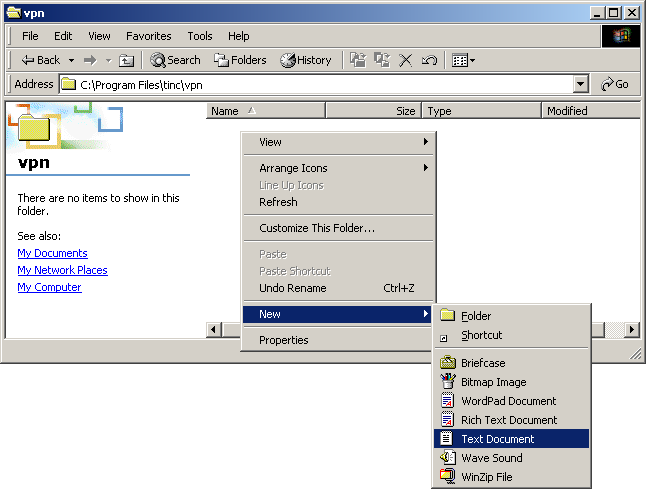 vpn
File Edit View Favorites Tools Help
Back Search Folders History
Address C:\Program Files\tinc\vpn Go
Name Size Type Modified
vpn
There are no items to show in this
folder.
See also:
My Documents
My Network Places
My Computer
View
Arrange Icons
Line Up Icons
Refresh
Customize This Folder...
Paste
Paste Shortcut
Undo Rename Ctrl+Z
New
Properties
Folder
Shortcut
Briefcase
Bitmap Image
WordPad Document
Rich Text Document
Text Document
Wave Sound
WinZip File